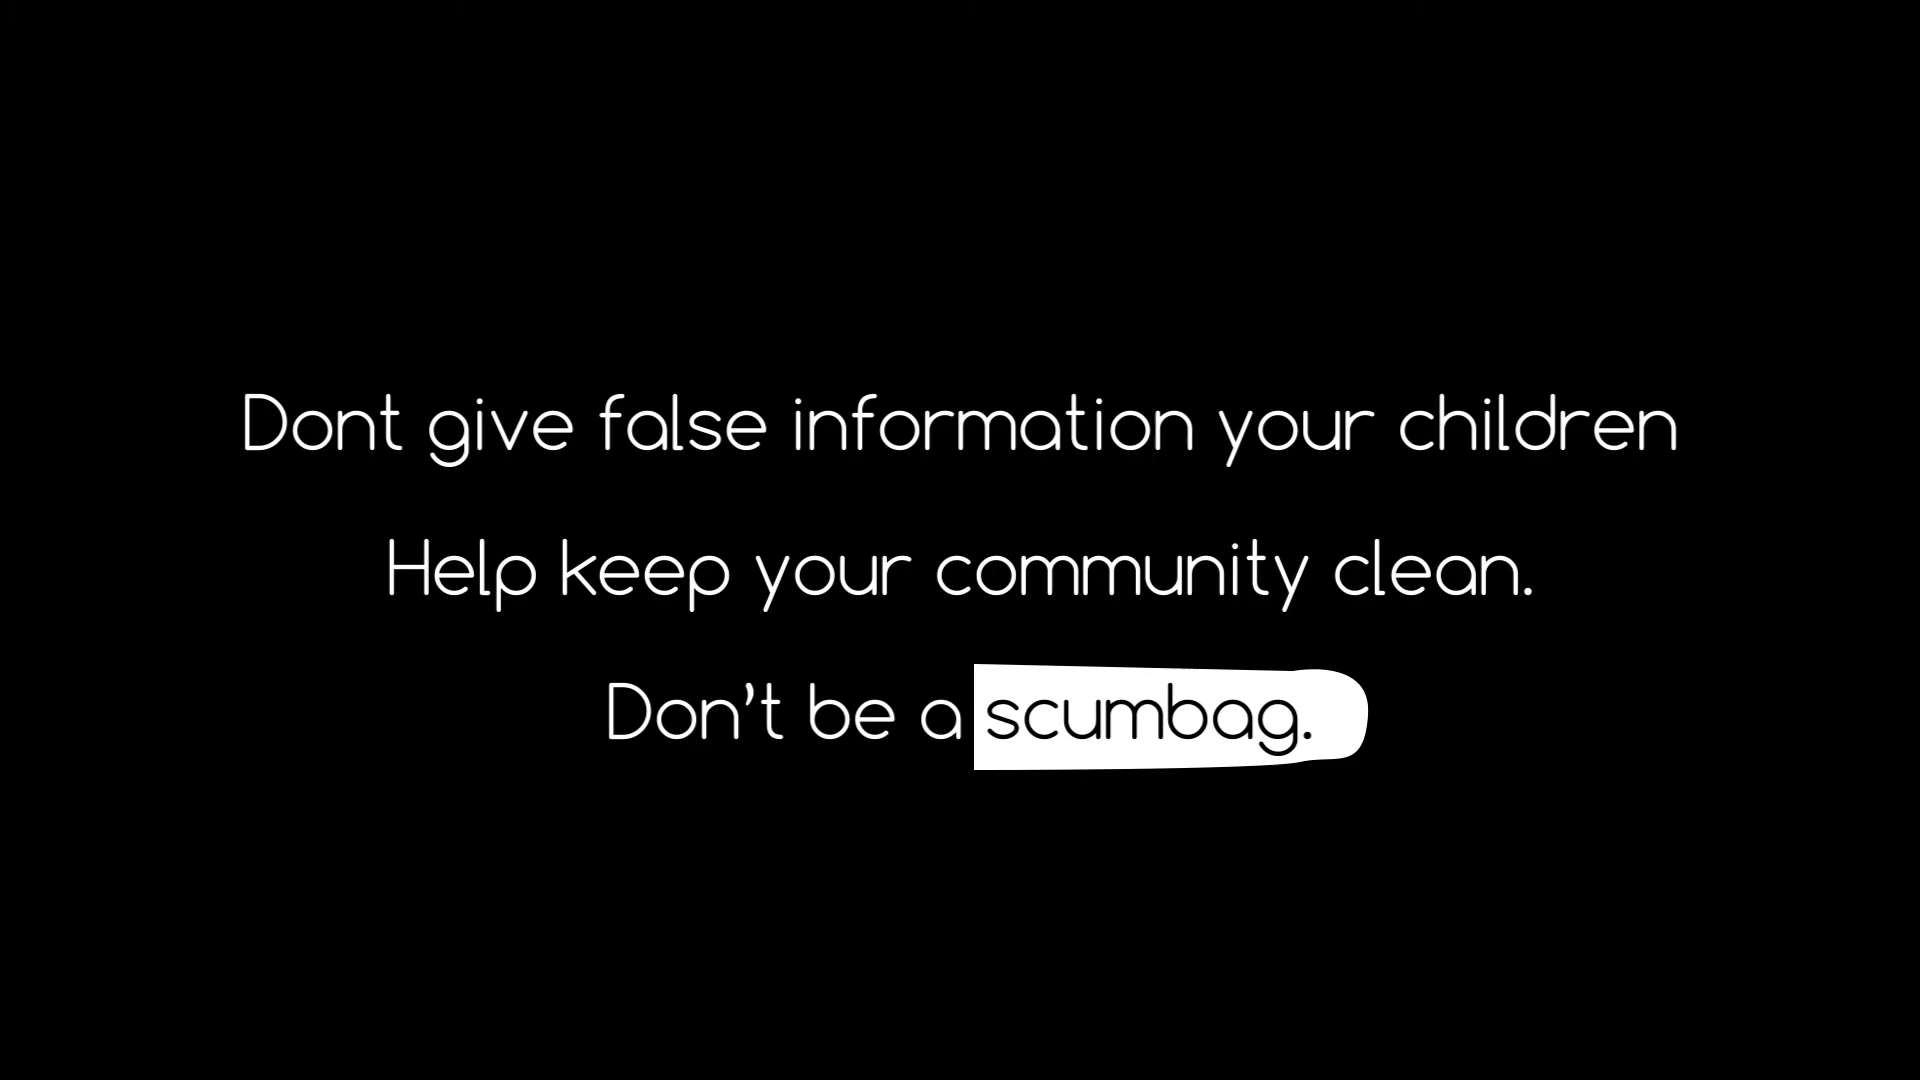 Dont give false information your children
Help keep your community clean.
Don’t be a scumbag.